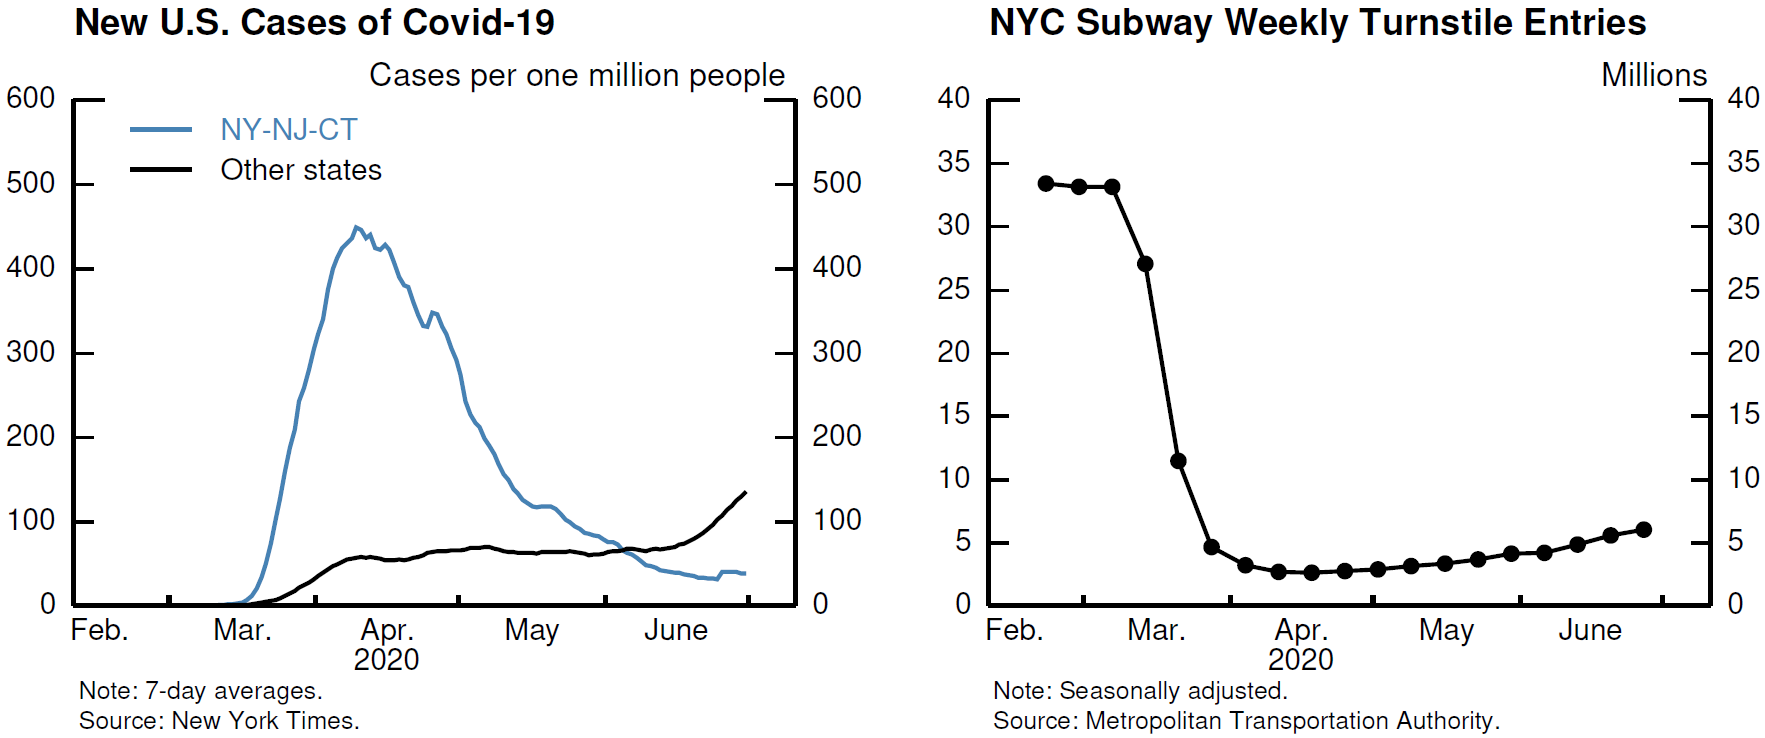 New U.S. Cases of Covid-19
Cases per one million people
600
500
400
300
200
100
0
600
500
400
300
200
100
0
NY-NJ-CT
Other states
Feb. Mar. Apr. May June
2020
Note: 7-day averages.
Source: New York Times.
NYC Subway Weekly Turnstile Entries
Millions
40
35
30
25
20
15
10
5
0
40
35
30
25
20
15
10
5
0
Feb. Mar. Apr. May June
2020
Note: Seasonally adjusted.
Source: Metropolitan Transportation Authority.